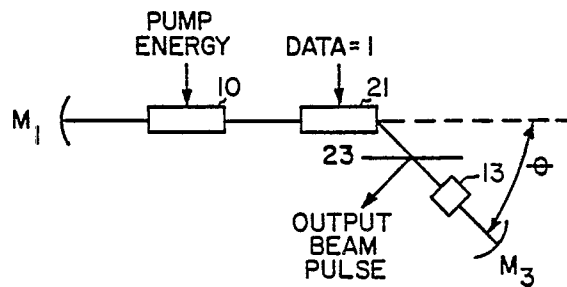 PUMP
ENERGY
DATA=1
10
21
M1
23
13
θ
OUTPUT
BEAM
PULSE
M3